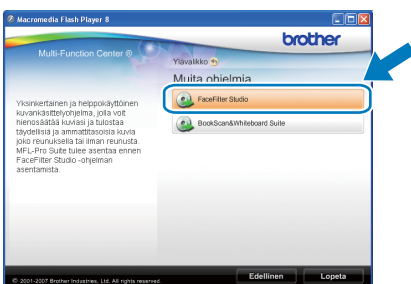 Macromedia Flash Player 8
brother
Multi-Function Center ®
Ylävalikko
Muita ohjelmia
FaceFilter Studio
BookScan&Whiteboard Suite
Yksinkertainen ja helppokäyttöinen
kuvankäsittelyohjelma, jolla voit
hienosäätää kuviasi ja tulostaa
täydellisiä ja ammattitasoisia kuvia
joko reunuksella tai ilman reunusta.
MFL-Pro Suite tulee asentaa ennen
FaceFilter Studio -ohjelman
asentamista.
© 2001-2007 Brother Industries, Ltd. All rights reserved.
Edellinen
Lopeta